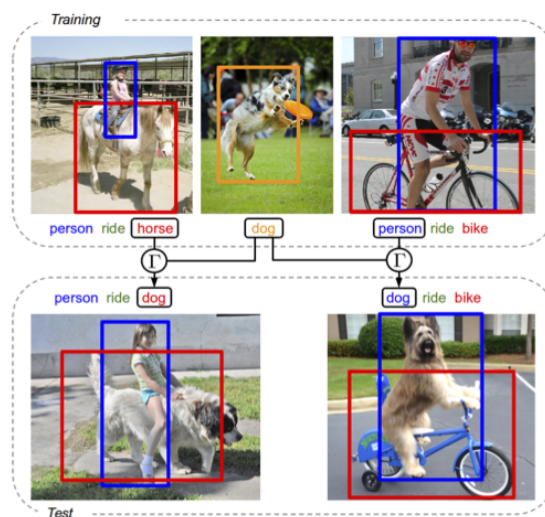 Training
person ride horse
dog
person ride bike
Γ
Γ
person ride dog
dog ride bike
Test